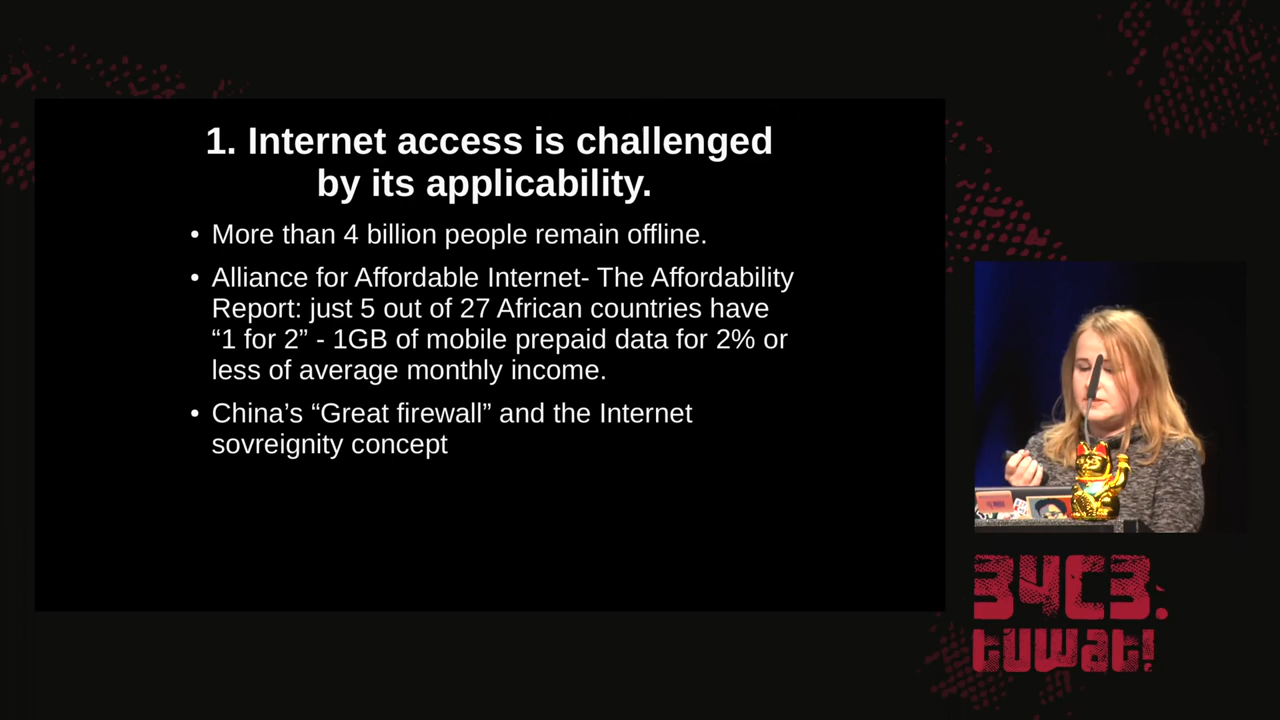 1. Internet access is challenged
by its applicability.
• More than 4 billion people remain offline.
• Alliance for Affordable Internet- The Affordability
Report: just 5 out of 27 African countries have
“1 for 2” - 1GB of mobile prepaid data for 2% or
less of average monthly income.
• China’s “Great firewall” and the Internet
sovreignity concept
34C3.
tuwat!